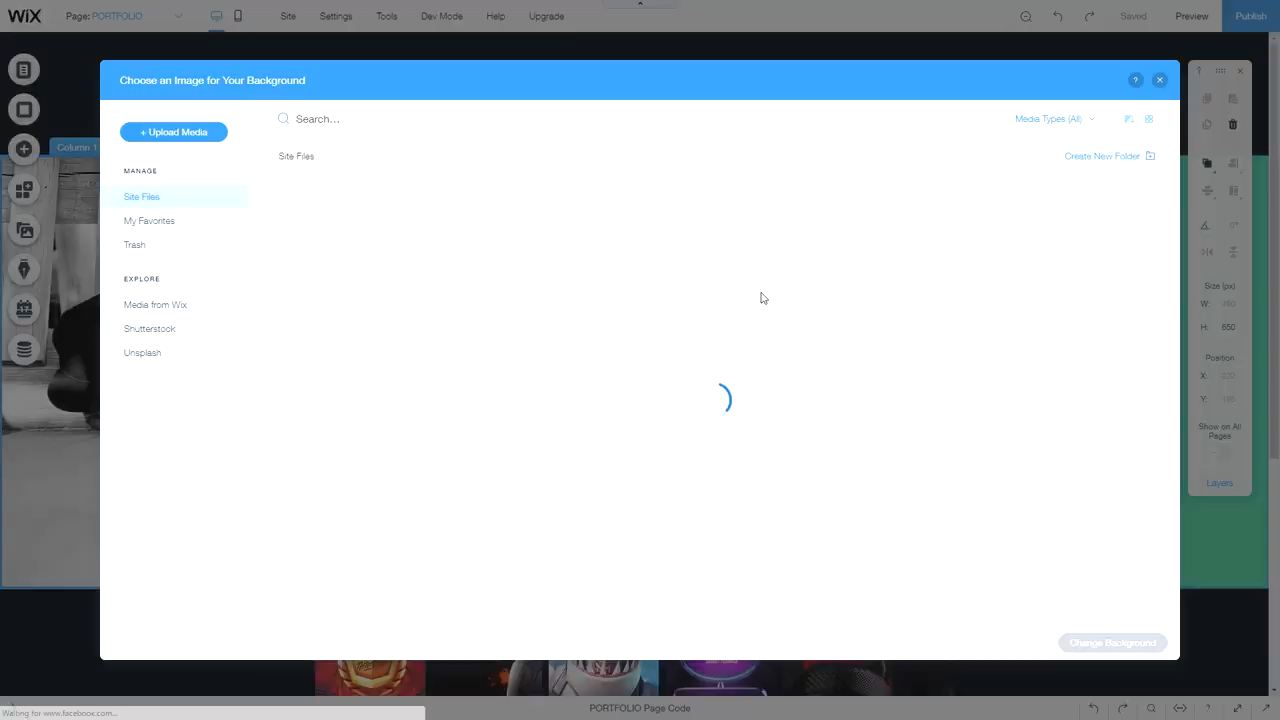 WiX Page: PORTFOLIO Site Settings Tools Dev Mode Help Upgrade Saved Preview Publish
Choose an Image for Your Background ?
+ Upload Media
Search...
Media Types (All)
Column 1
Site Files
Create New Folder
MANAGE
Site Files
My Favorites
Trash
EXPLORE
Media from Wix
Shutterstock
Unsplash
Change Background
?
Size (px)
W:
H: 650
Position
X:
Y:
Show on All
Pages
Layers
PORTFOLIO Page Code ?
Waiting for www.facebook.com...